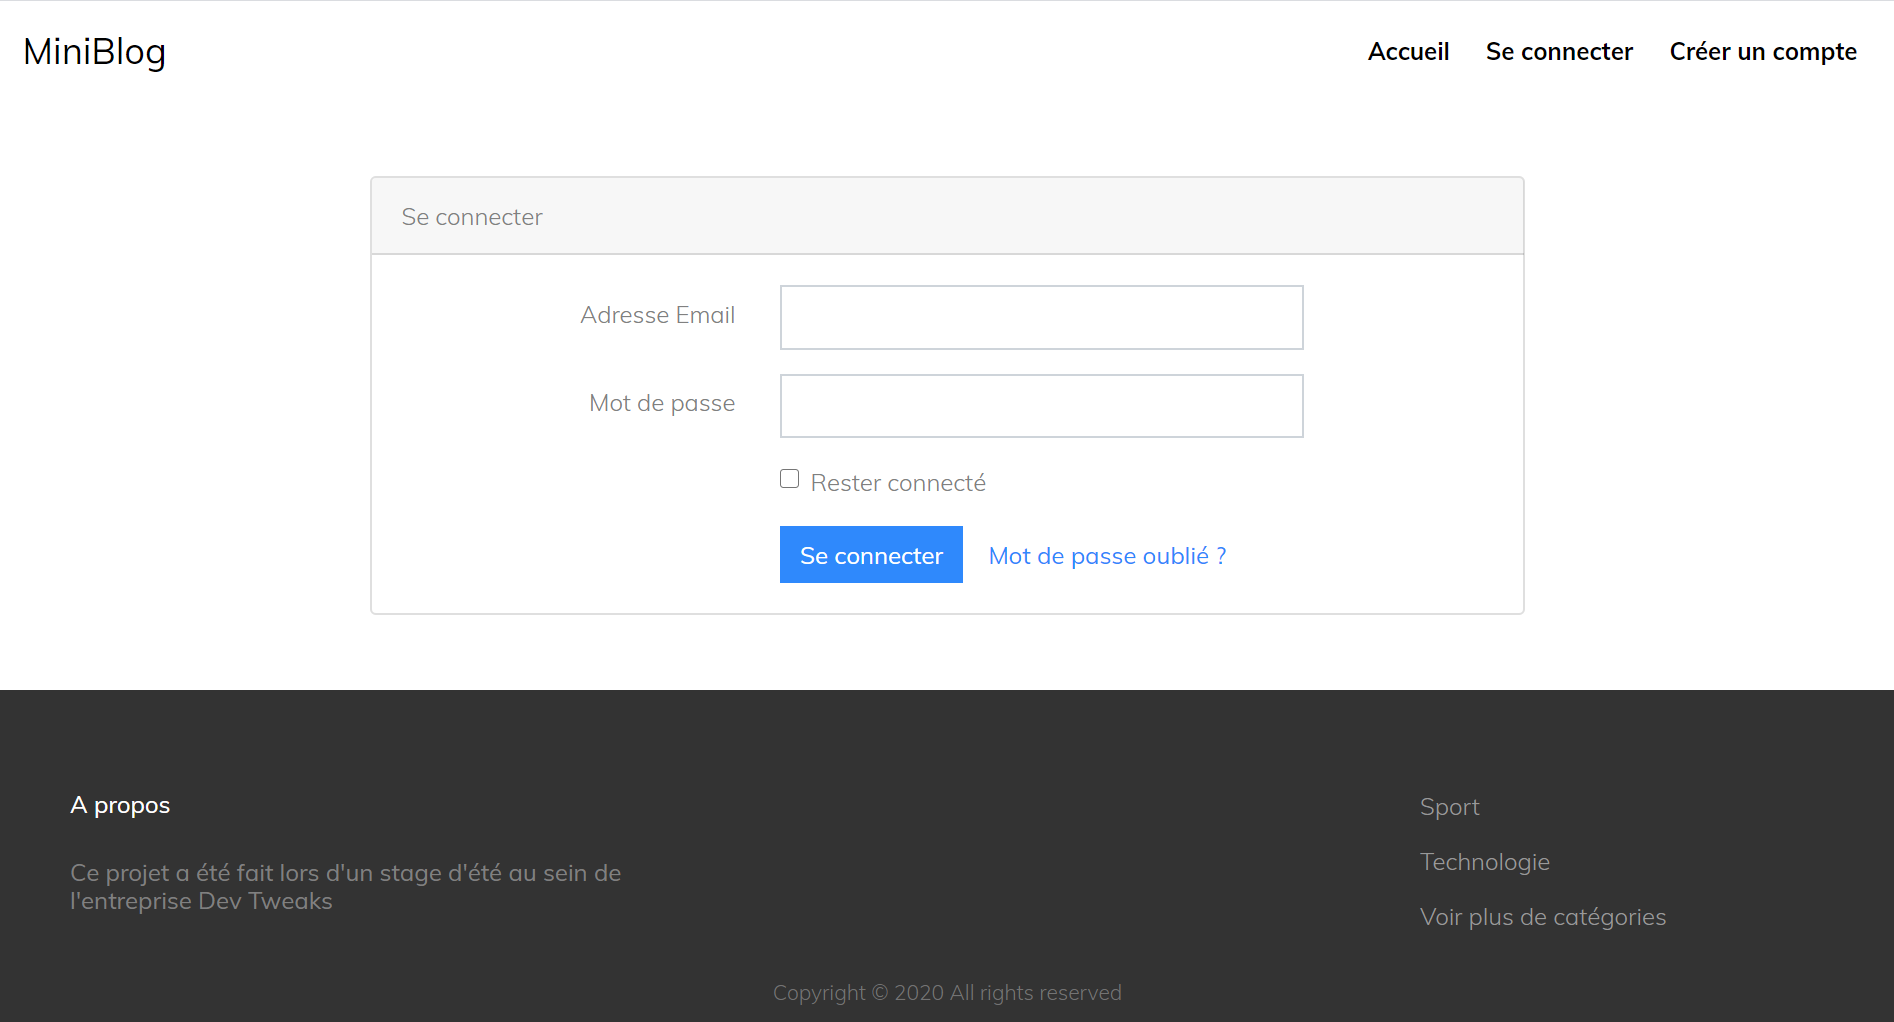 MiniBlog
Accueil
Se connecter
Créer un compte
Se connecter
Adresse Email
Mot de passe
Rester connecté
Se connecter
Mot de passe oublié ?
A propos
Ce projet a été fait lors d'un stage d'été au sein de
l'entreprise Dev Tweaks
Sport
Technologie
Voir plus de catégories
Copyright © 2020 All rights reserved